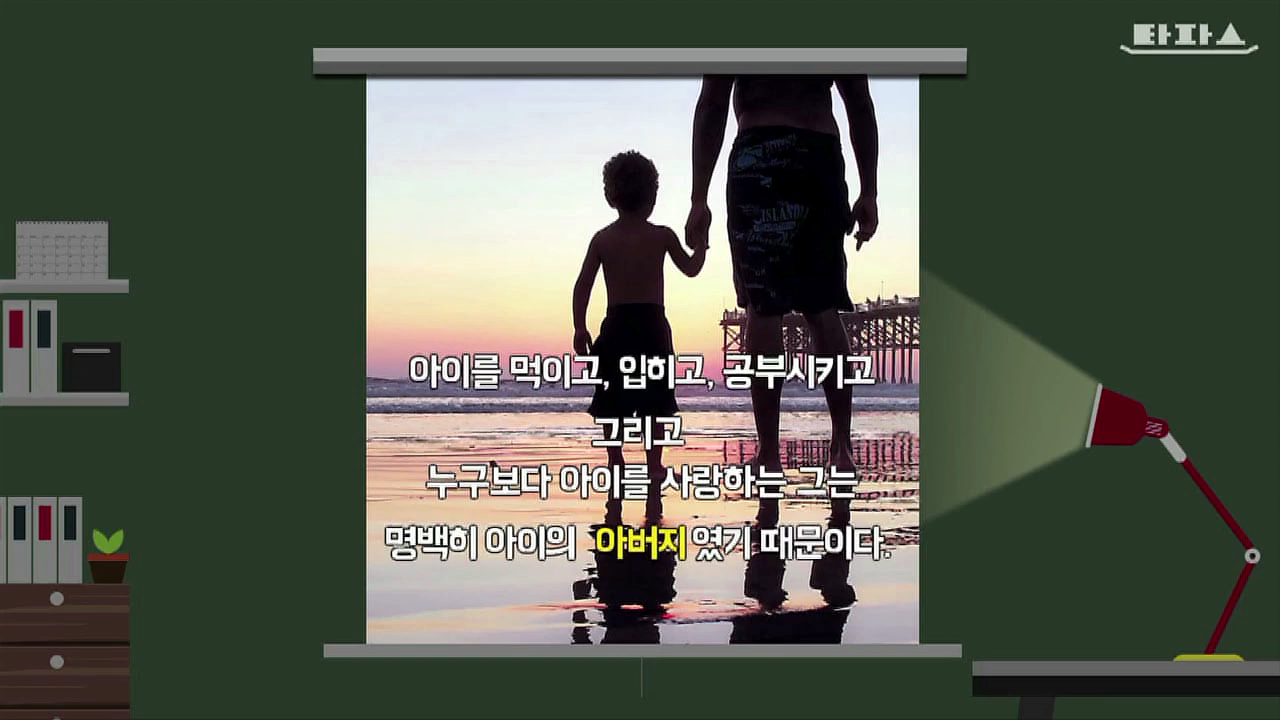 타파스
ISLAND
아이를 먹이고, 입히고, 공부시키고
그리고
누구보다 아이를 사랑하는 그는
명백히 아이의 아버지였기 때문이다.